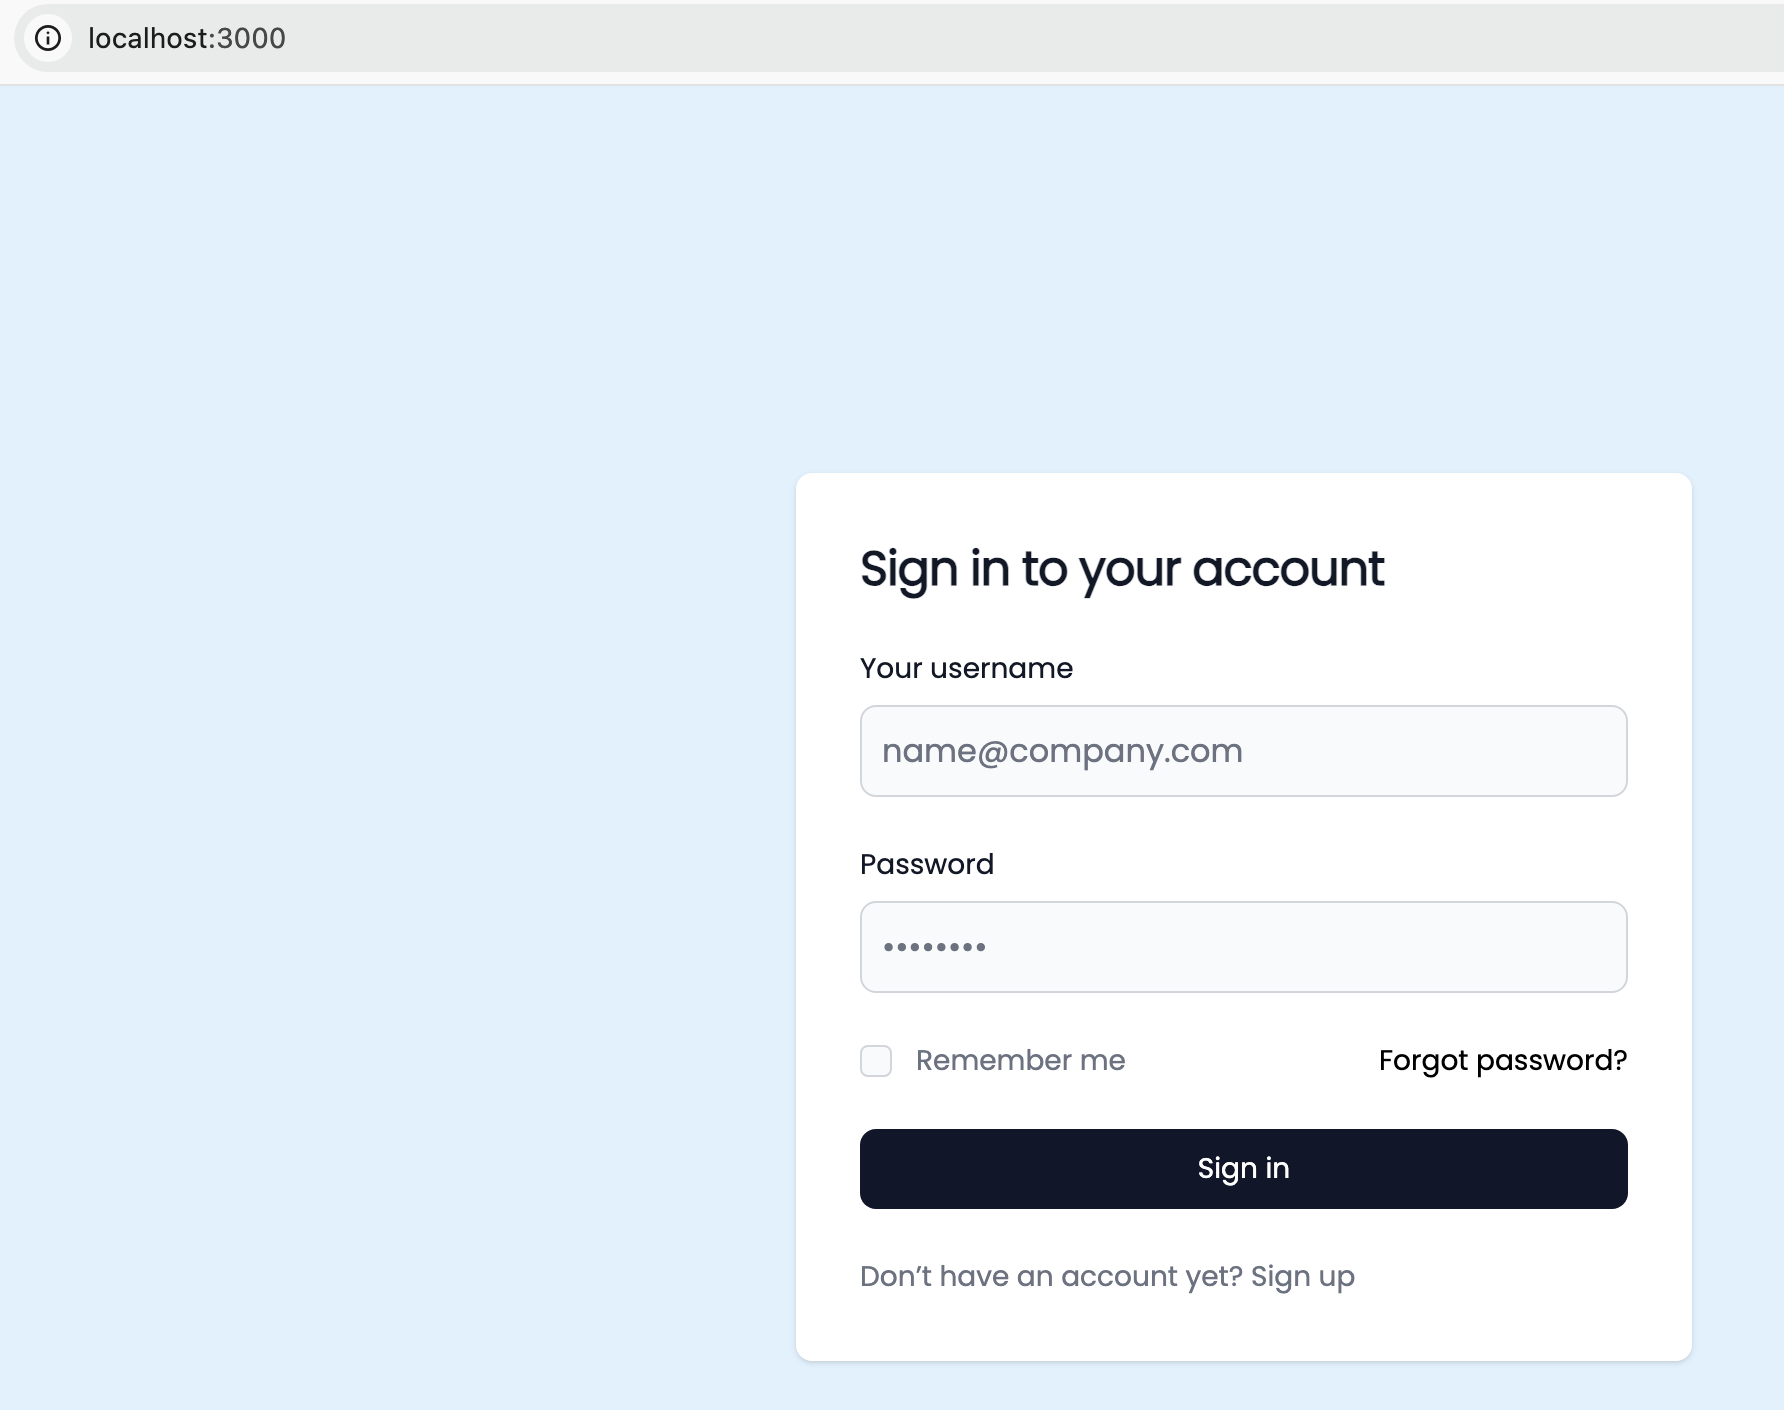 localhost:3000
Sign in to your account
Your username
name@company.com
Password
••••••••
Remember me
Forgot password?
Sign in
Don’t have an account yet? Sign up